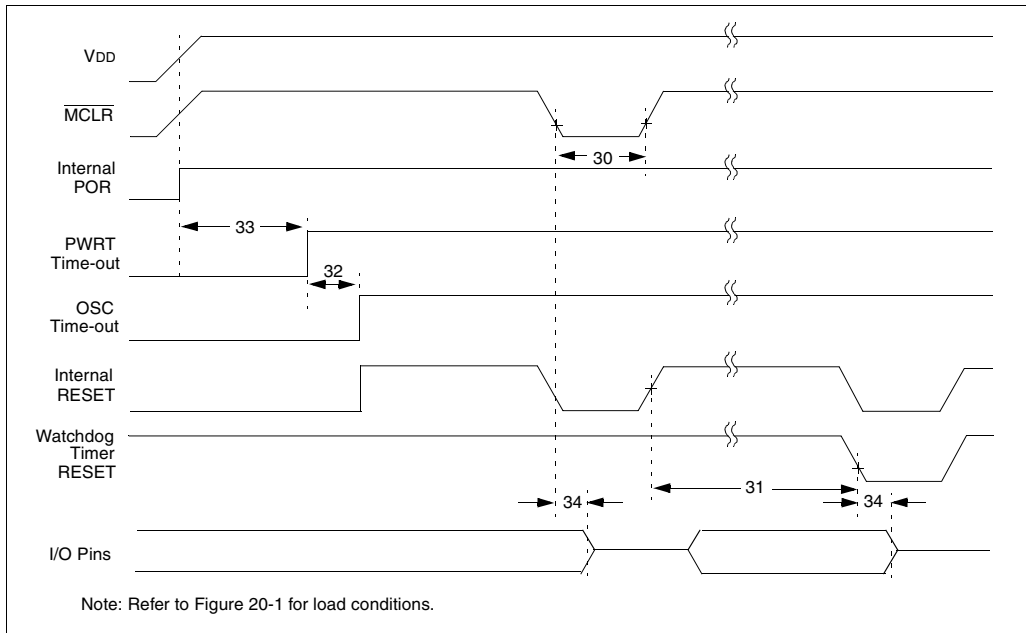 VDD
MCLR
30
Internal
POR
33
PWRT
Time-out
32
OSC
Time-out
Internal
RESET
Watchdog
Timer
RESET
31
34
34
I/O Pins
Note: Refer to Figure 20-1 for load conditions.